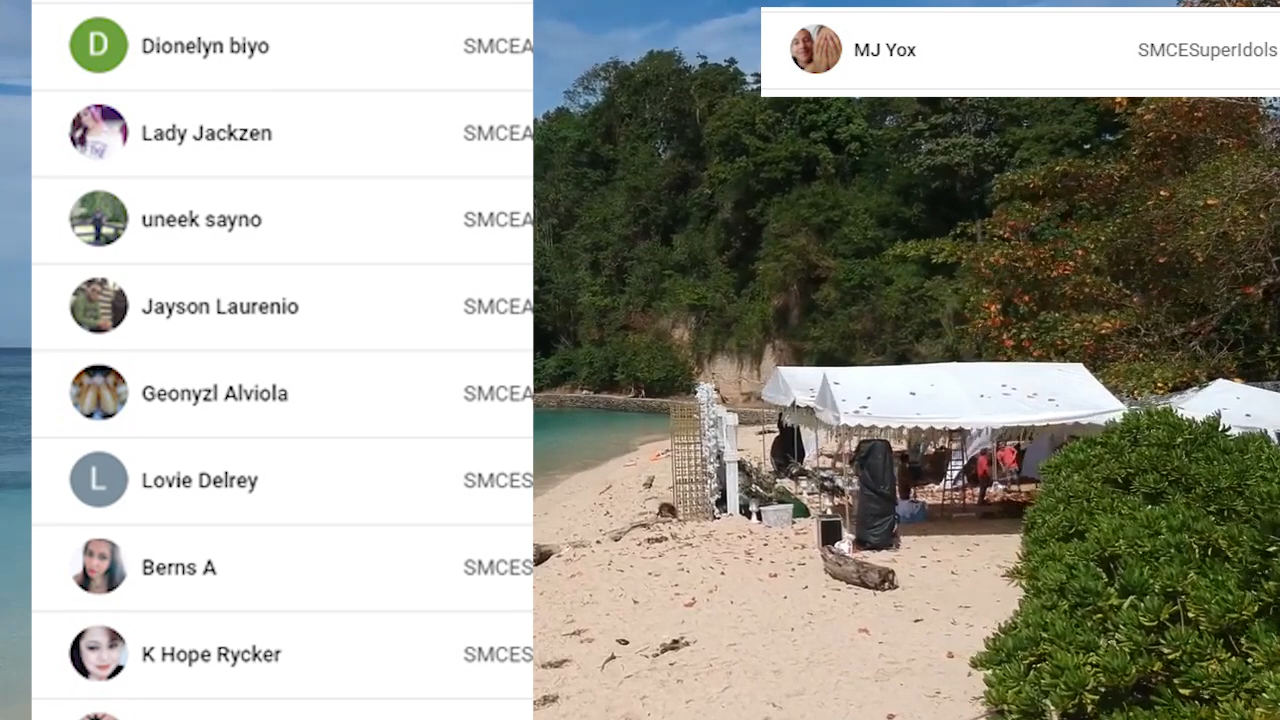 D Dionelyn biyo SMCEA
Lady Jackzen SMCEA
uneek sayno SMCEA
Jayson Laurenio SMCEA
Geonyzl Alviola SMCEA
L Lovie Delrey SMCES
Berns A SMCES
K Hope Rycker SMCES
MJ Yox SMCESuperIdols